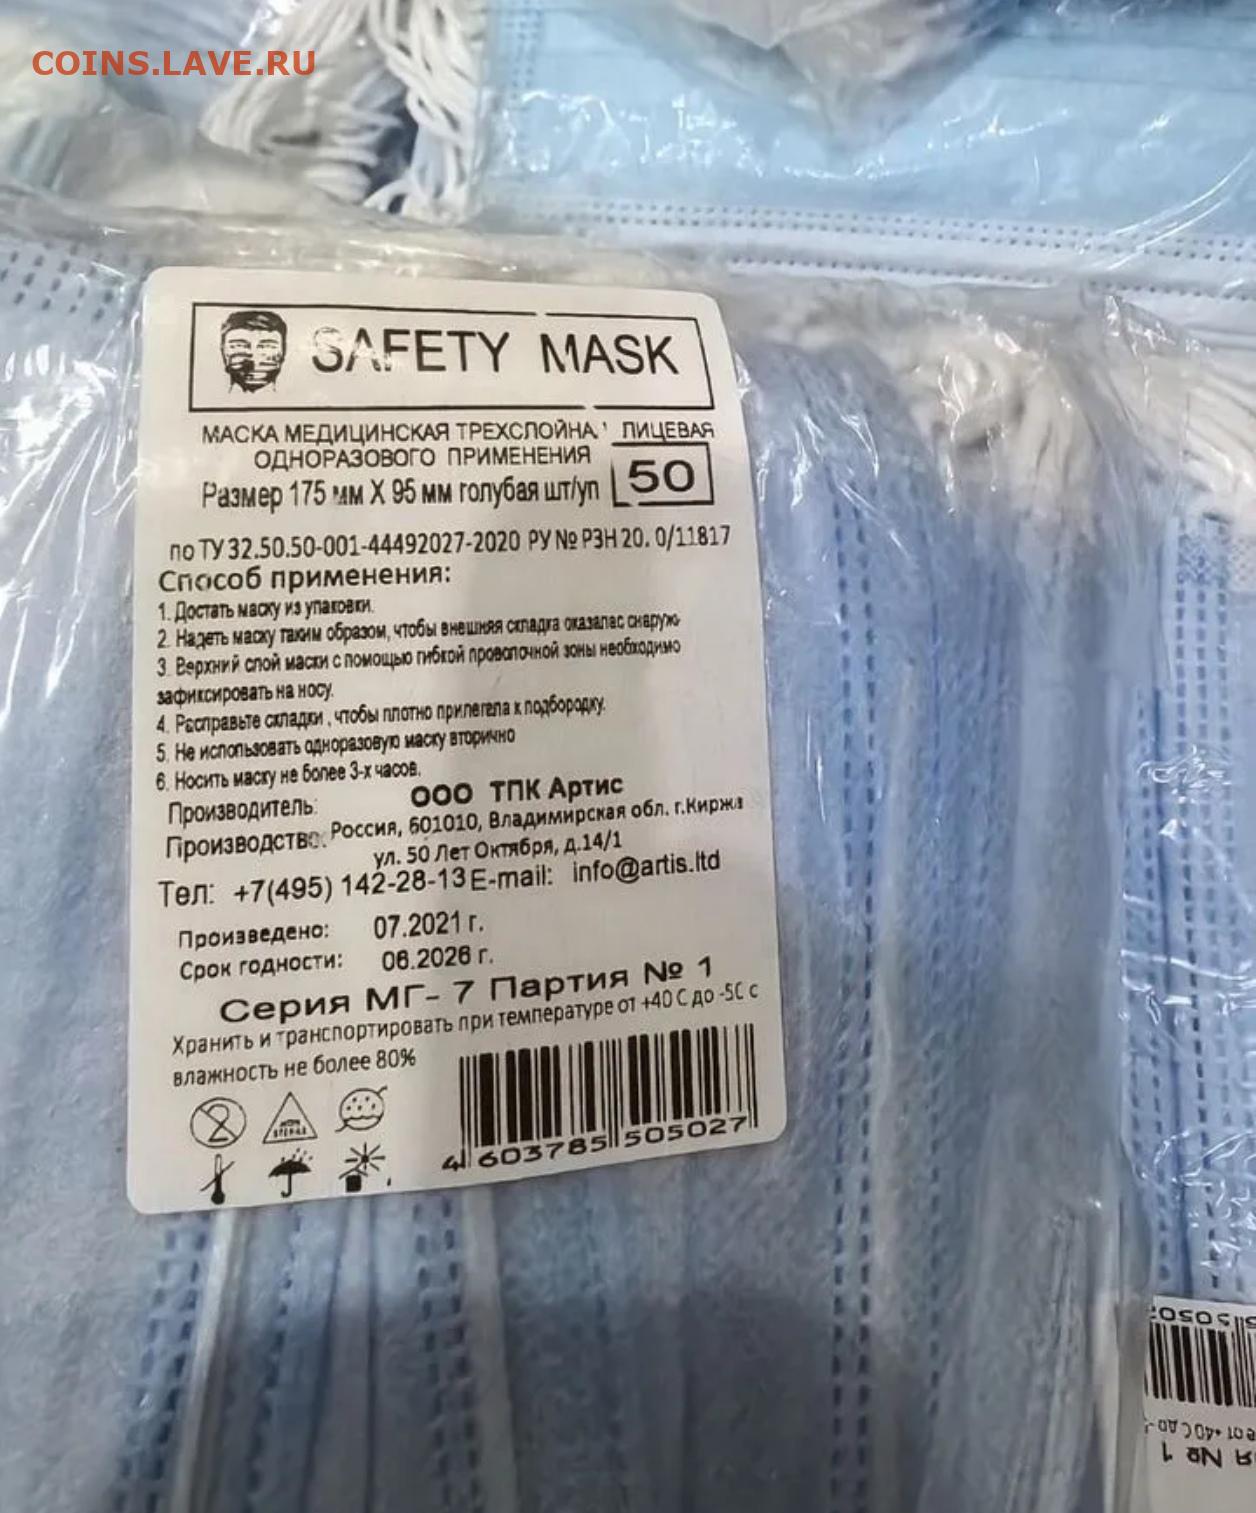 COINS.LAVE.RU
SAFETY MASK
МАСКА МЕДИЦИНСКАЯ ТРЕХСЛОЙНА, ЛИЦЕВАЯ
ОДНОРАЗОВОГО ПРИМЕНЕНИЯ
Размер 175 мм Х 95 мм голубая шт/уп 50
по ТУ 32.50.50-001-44492027-2020 РУ № РЗН 20. 0/11817
Способ применения:
1. Достать маску из упаковки.
2. Надеть маску таким образом, чтобы внешняя складка оказалас снаруж
3. Верхний слой маски с помощью гибкой проволочной зоны необходимо
зафиксировать на носу.
4. Расправьте складки , чтобы плотно прилегала к подбородку.
5. Не использовать одноразовую маску вторично
6. Носить маску не более 3-х часов.
Производитель: ООО ТПК Артис
Производство: Россия, 601010, Владимирская обл. г.Киржа
ул. 50 Лет Октября, д.14/1
Тел: +7(495) 142-28-13 E-mail: info@artis.ltd
Произведено: 07.2021 г.
Срок годности: 06.2026 г.
Серия МГ- 7 Партия № 1
Хранить и транспортировать при температуре от +40 С до -50 с
влажность не более 80%
4 603785 505027